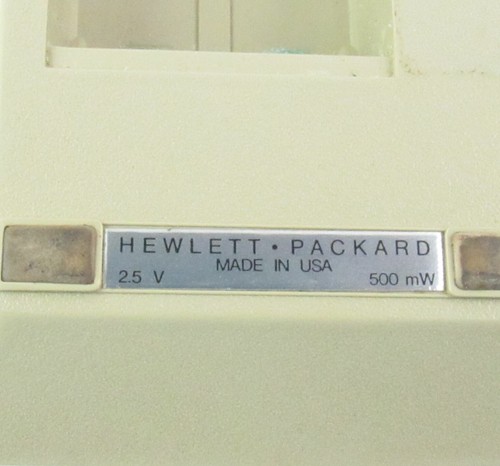 HEWLETT • PACKARD
MADE IN USA
2.5 V 500 mW